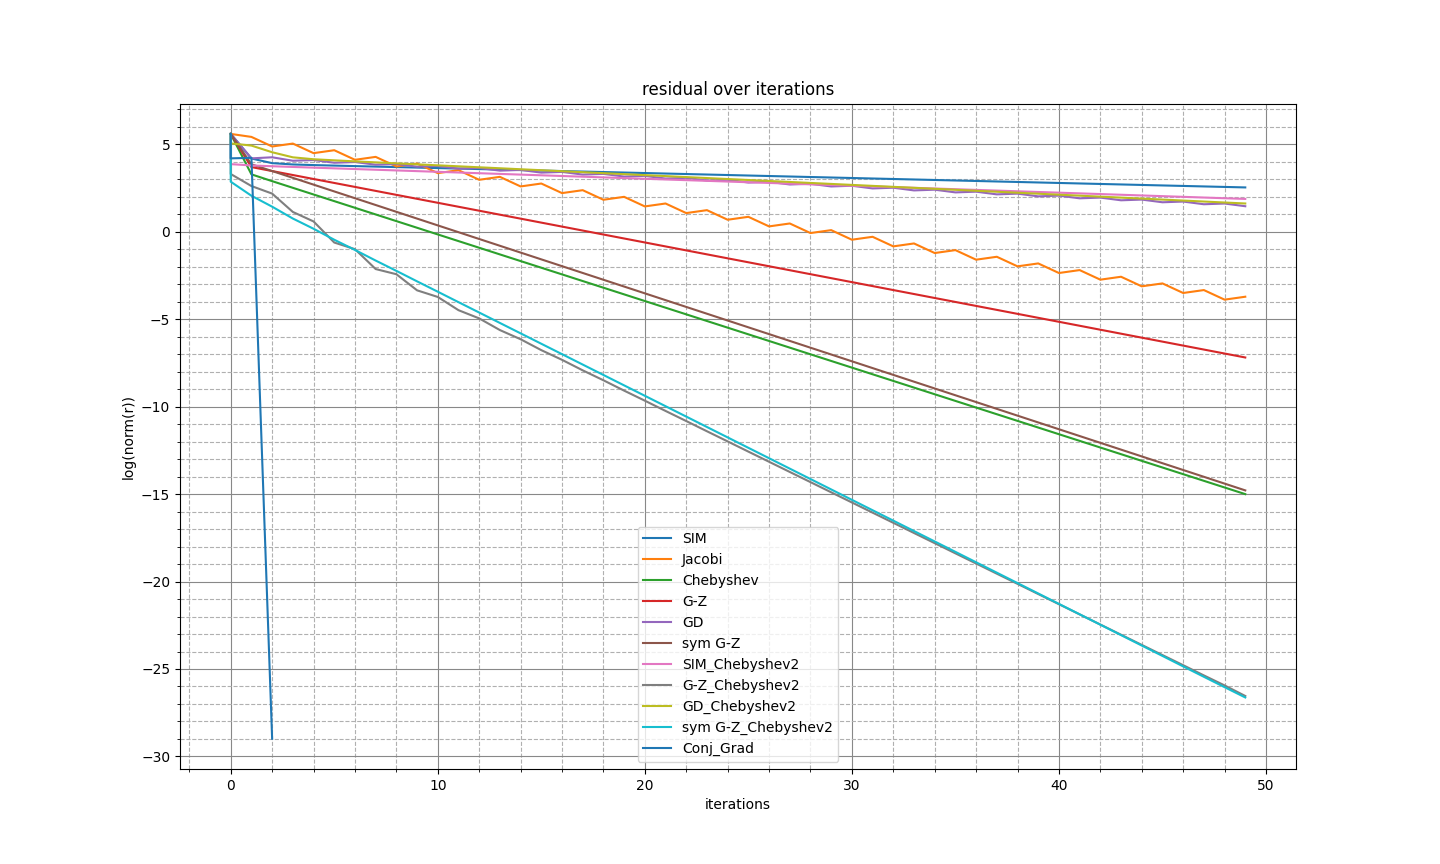 residual over iterations
log(norm(r))
5
0
−5
−10
−15
−20
−25
−30
SIM
Jacobi
Chebyshev
G-Z
GD
sym G-Z
SIM_Chebyshev2
G-Z_Chebyshev2
GD_Chebyshev2
sym G-Z_Chebyshev2
Conj_Grad
0 10 20 30 40 50
iterations